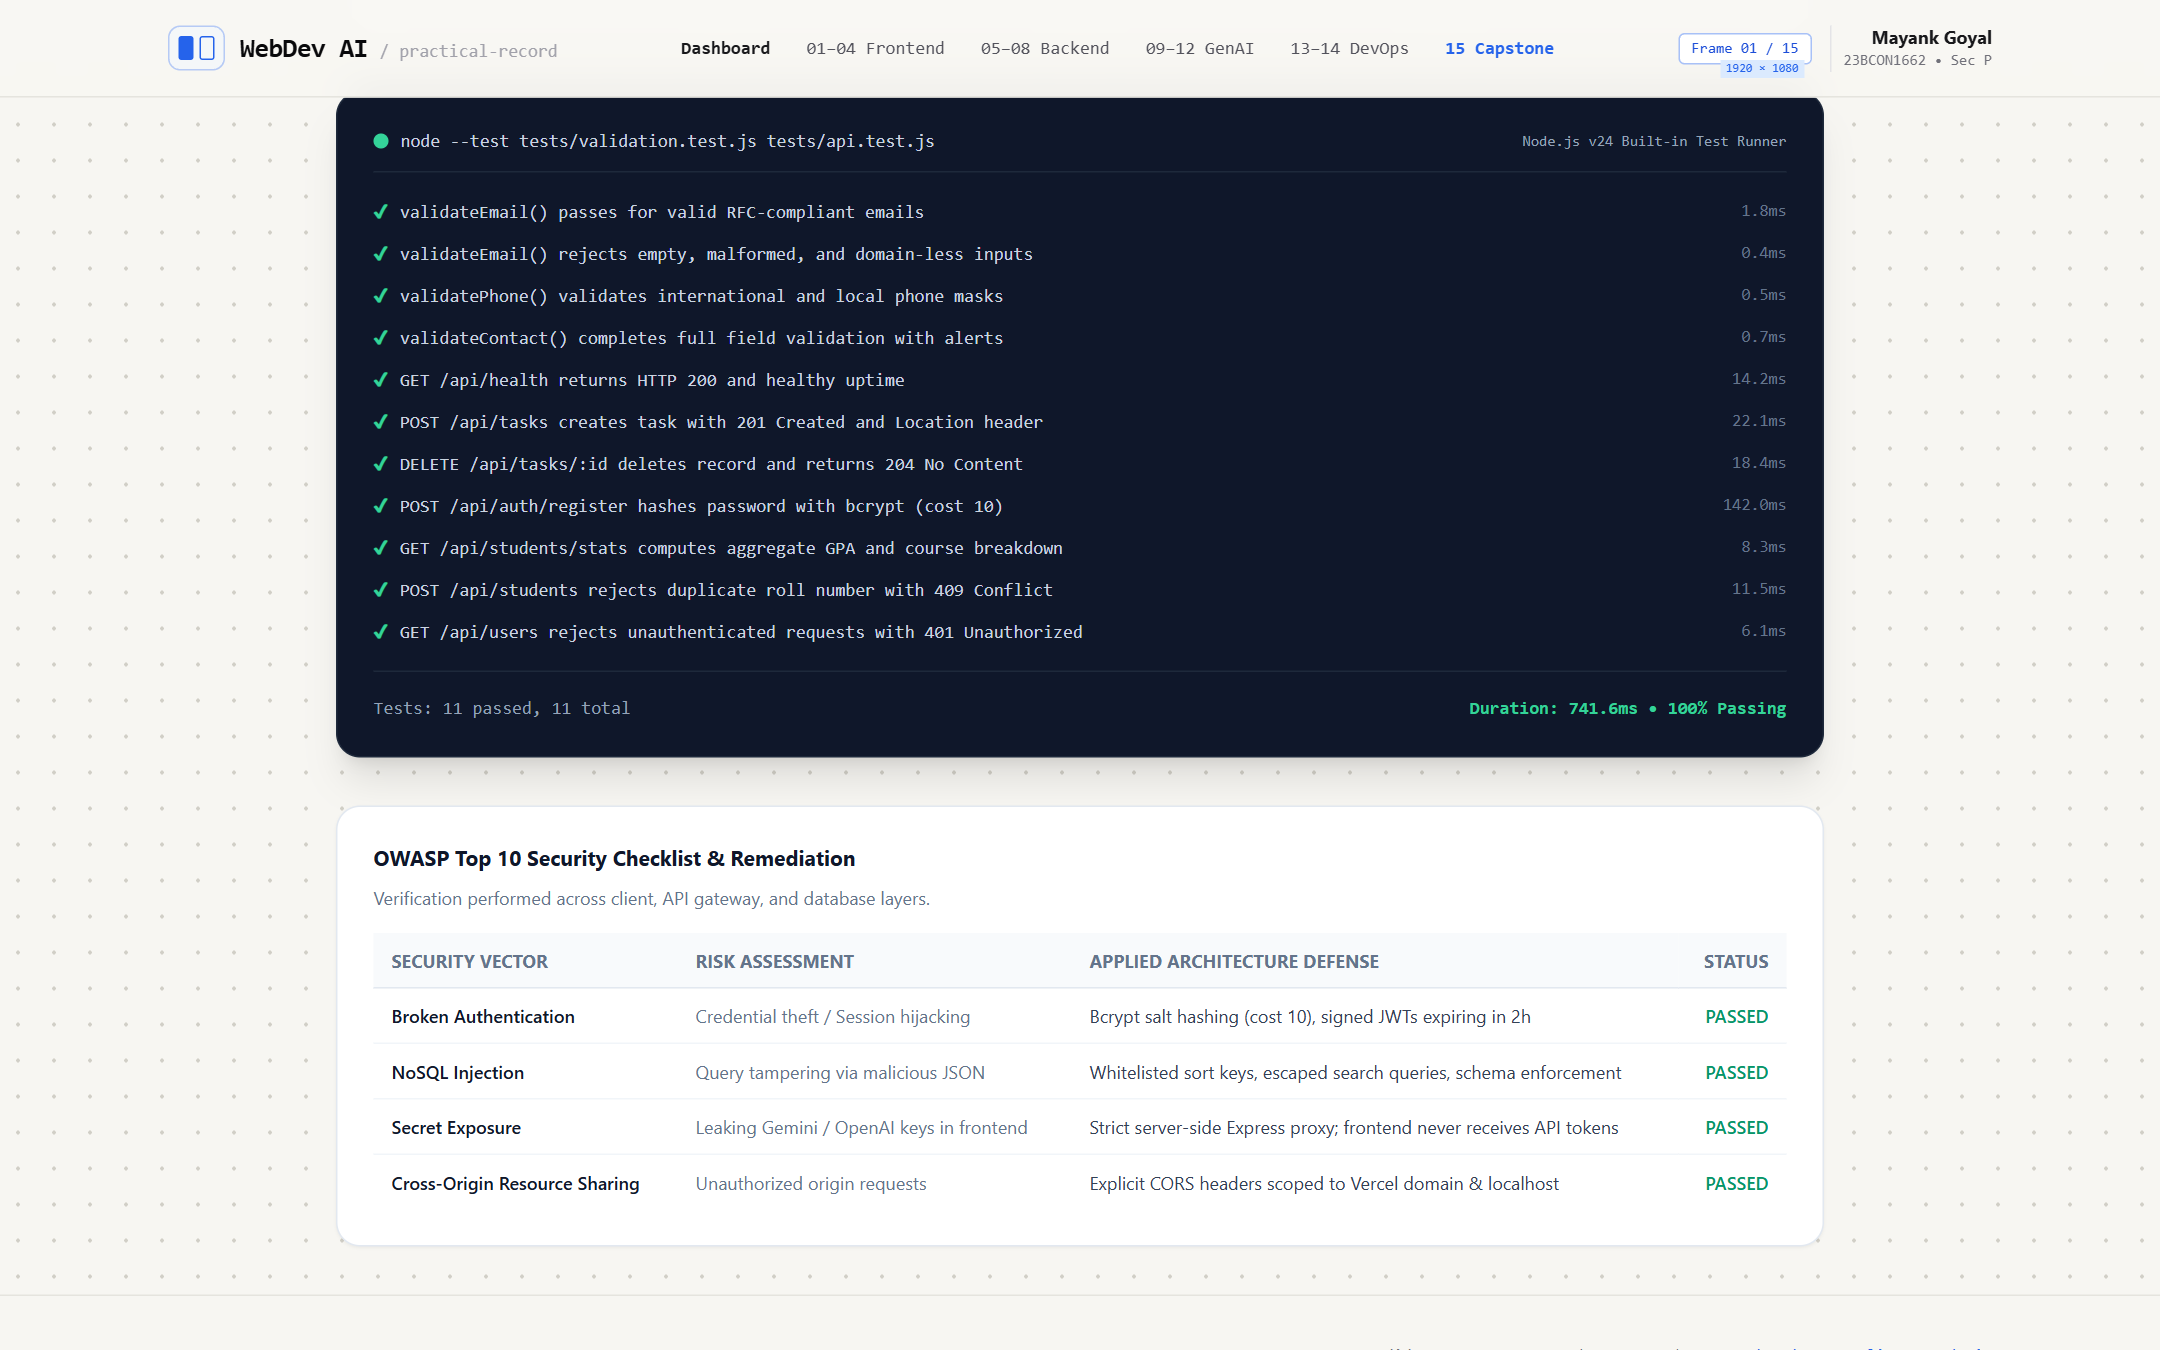 WebDev AI / practical-record
Dashboard
01–04 Frontend
05–08 Backend
09–12 GenAI
13–14 DevOps
15 Capstone
Frame 01 / 15
1920 × 1080
Mayank Goyal
23BCON1662 • Sec P
node --test tests/validation.test.js tests/api.test.js
Node.js v24 Built-in Test Runner
✔ validateEmail() passes for valid RFC-compliant emails 1.8ms
✔ validateEmail() rejects empty, malformed, and domain-less inputs 0.4ms
✔ validatePhone() validates international and local phone masks 0.5ms
✔ validateContact() completes full field validation with alerts 0.7ms
✔ GET /api/health returns HTTP 200 and healthy uptime 14.2ms
✔ POST /api/tasks creates task with 201 Created and Location header 22.1ms
✔ DELETE /api/tasks/:id deletes record and returns 204 No Content 18.4ms
✔ POST /api/auth/register hashes password with bcrypt (cost 10) 142.0ms
✔ GET /api/students/stats computes aggregate GPA and course breakdown 8.3ms
✔ POST /api/students rejects duplicate roll number with 409 Conflict 11.5ms
✔ GET /api/users rejects unauthenticated requests with 401 Unauthorized 6.1ms
Tests: 11 passed, 11 total
Duration: 741.6ms • 100% Passing
OWASP Top 10 Security Checklist & Remediation
Verification performed across client, API gateway, and database layers.
SECURITY VECTOR RISK ASSESSMENT APPLIED ARCHITECTURE DEFENSE STATUS
Broken Authentication Credential theft / Session hijacking Bcrypt salt hashing (cost 10), signed JWTs expiring in 2h PASSED
NoSQL Injection Query tampering via malicious JSON Whitelisted sort keys, escaped search queries, schema enforcement PASSED
Secret Exposure Leaking Gemini / OpenAI keys in frontend Strict server-side Express proxy; frontend never receives API tokens PASSED
Cross-Origin Resource Sharing Unauthorized origin requests Explicit CORS headers scoped to Vercel domain & localhost PASSED